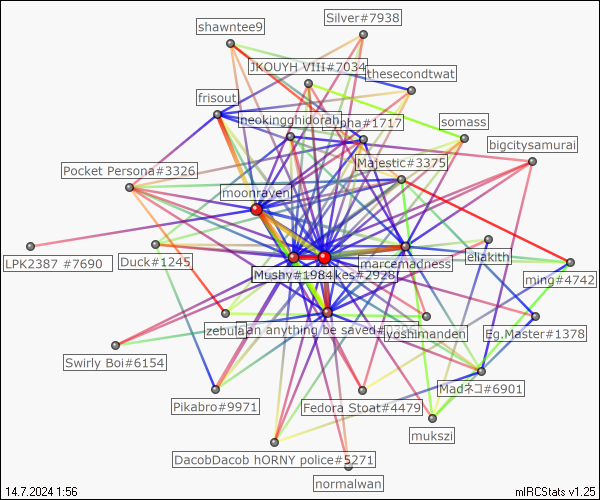 Silver#7938
shawntee9
JKOUYH VIII#7034
thesecondtwat
frisout
neokingghidorah
#1717
somass
bigcitysamurai
Majestic#3375
Pocket Persona#3326
moonraven
eliakith
LPK2387 #7690
Duck#1245
marcemadness
Mushy#1984
kes#2928
ming#4742
zebula
an anything be saved
yoshimanden
Eg.Master#1378
Swirly Boi#6154
Madネコ#6901
Pikabro#9971
Fedora Stoat#4479
mukszi
DacobDacob hORNY police#5271
normalwan
14.7.2024 1:56
mIRCStats v1.25